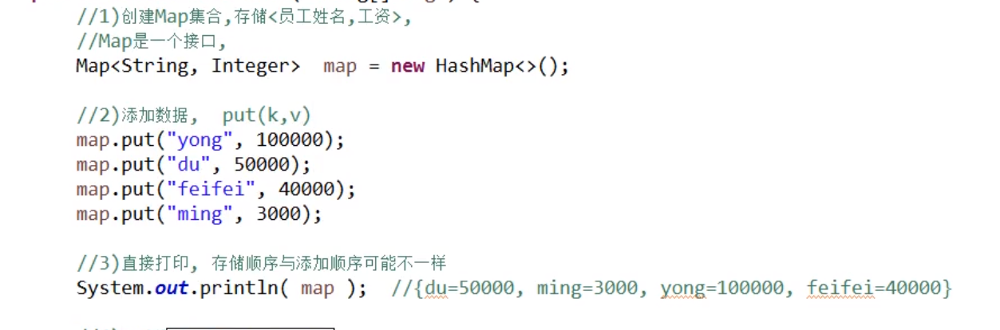 //1)创建Map集合,存储<员工姓名,工资>,
//Map是一个接口,
Map<String, Integer>  map = new HashMap<>();
//2)添加数据,  put(k,v)
map.put("yong", 100000);
map.put("du", 50000);
map.put("feifei", 40000);
map.put("ming", 3000);
//3)直接打印, 存储顺序与添加顺序可能不一样
System.out.println( map );  //{du=50000, ming=3000, yong=100000, feifei=40000}